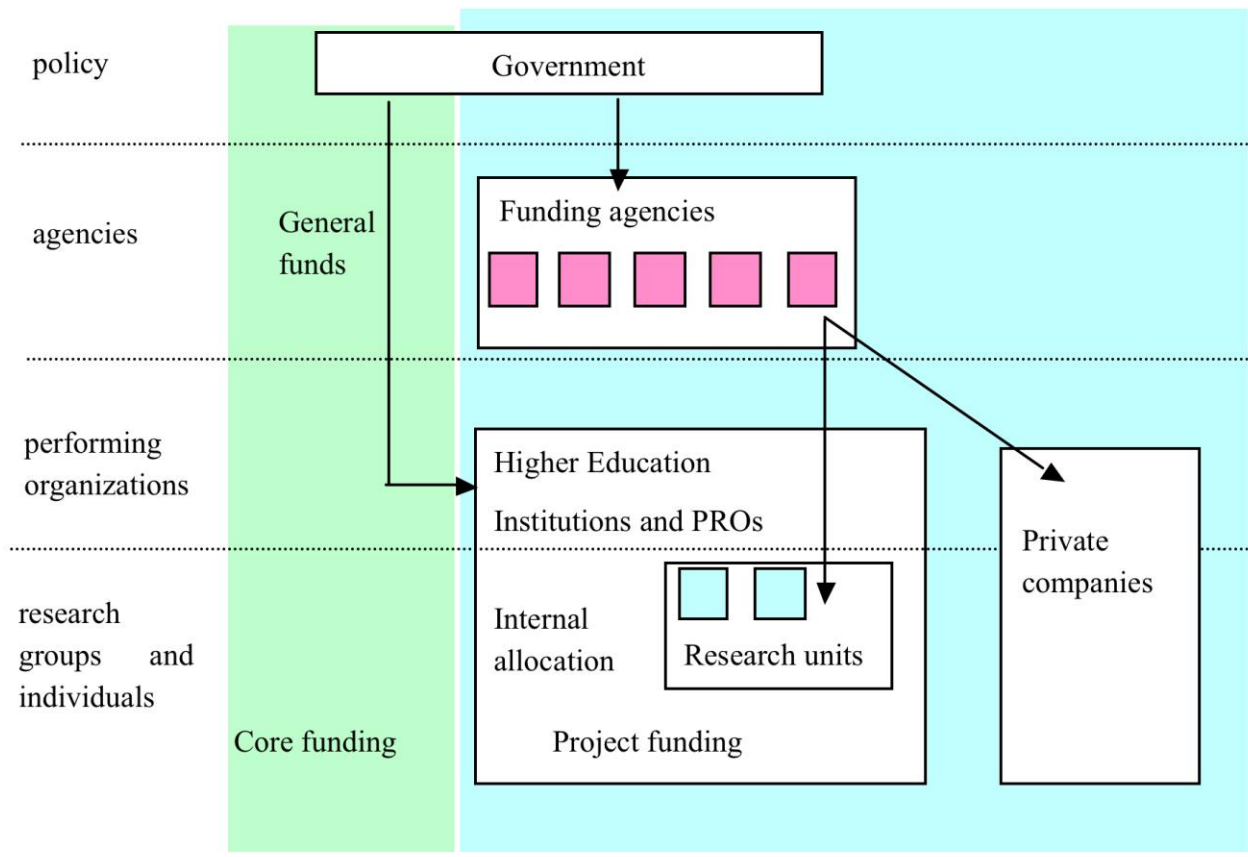 policy
Government
agencies
General
funds
Funding agencies
performing
organizations
Higher Education
Institutions and PROs
Private
companies
research
groups and
individuals
Internal
allocation
Research units
Core funding
Project funding